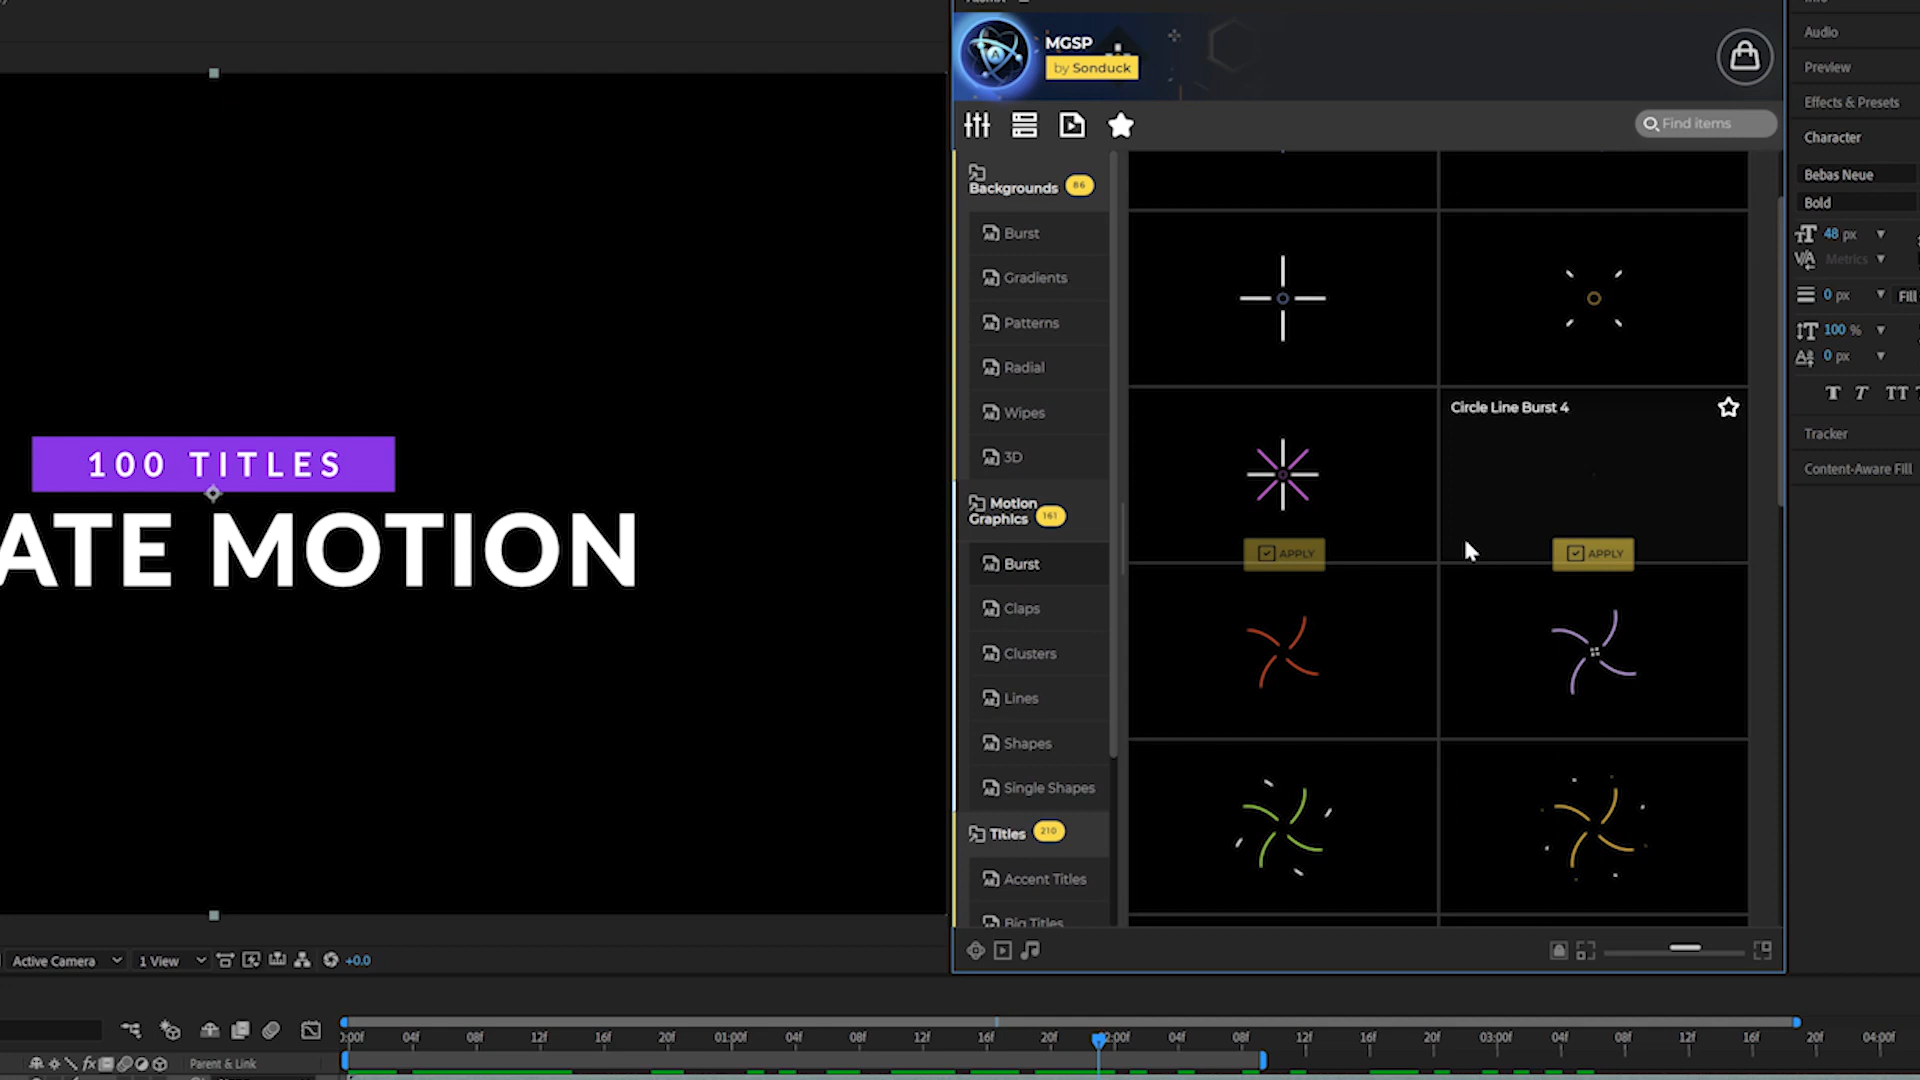 MGSP
by Sonduck
Find items
Backgrounds 86
Burst
Gradients
Patterns
Radial
Wipes
3D
Motion
Graphics 161
Burst
Claps
Clusters
Lines
Shapes
Single Shapes
Titles 210
Accent Titles
Big Titles
Circle Line Burst 4
APPLY
APPLY
100 TITLES
ATE MOTION
Audio
Preview
Effects & Presets
Character
Bebas Neue
Bold
48 px
Metrics
0 px
Fill
100 %
0 px
T T TT
Tracker
Content-Aware Fill
Active Camera
1 View
+0.0
Parent & Link
:00f 04f 08f 12f 16f 20f 01:00f 04f 08f 12f 16f 20f 2:00f 04f 08f 12f 16f 20f 03:00f 04f 08f 12f 16f 20f 04:00f